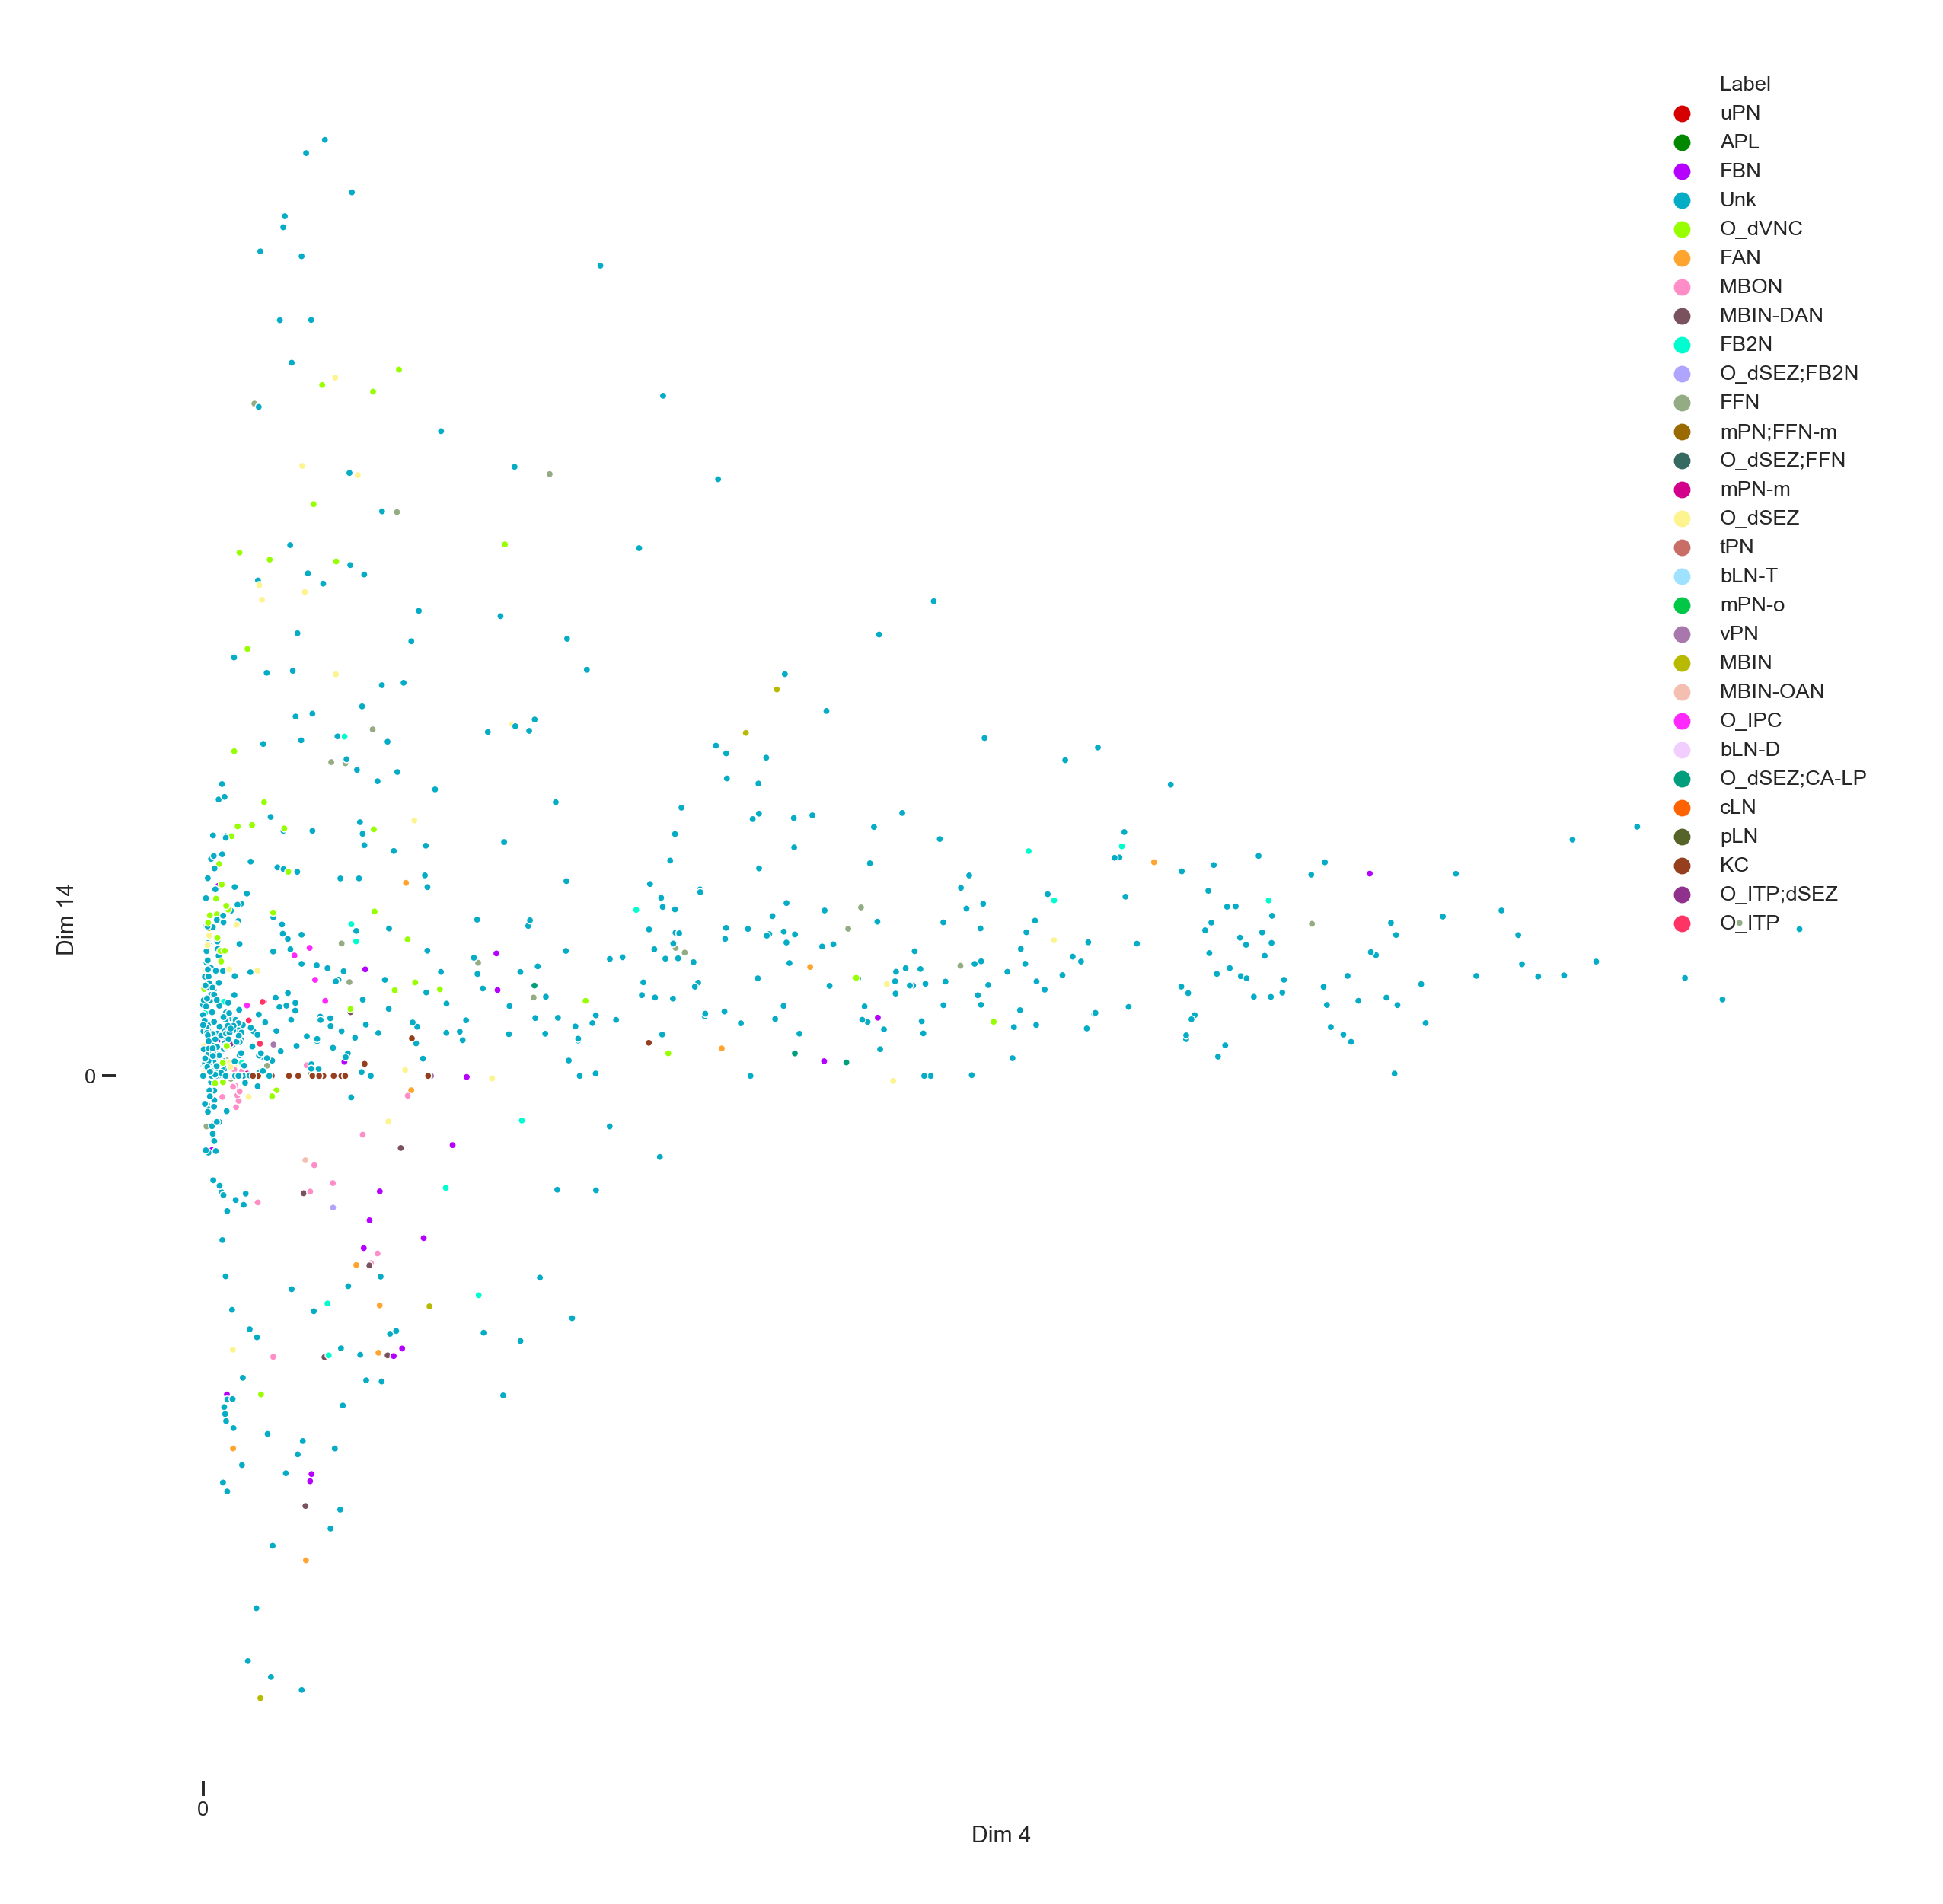 Label
uPN
APL
FBN
Unk
O_dVNC
FAN
MBON
MBIN-DAN
FB2N
O_dSEZ;FB2N
FFN
mPN;FFN-m
O_dSEZ;FFN
mPN-m
O_dSEZ
tPN
bLN-T
mPN-o
vPN
MBIN
MBIN-OAN
O_IPC
bLN-D
O_dSEZ;CA-LP
cLN
pLN
KC
O_ITP;dSEZ
O_ITP
Dim 14
0
0
Dim 4